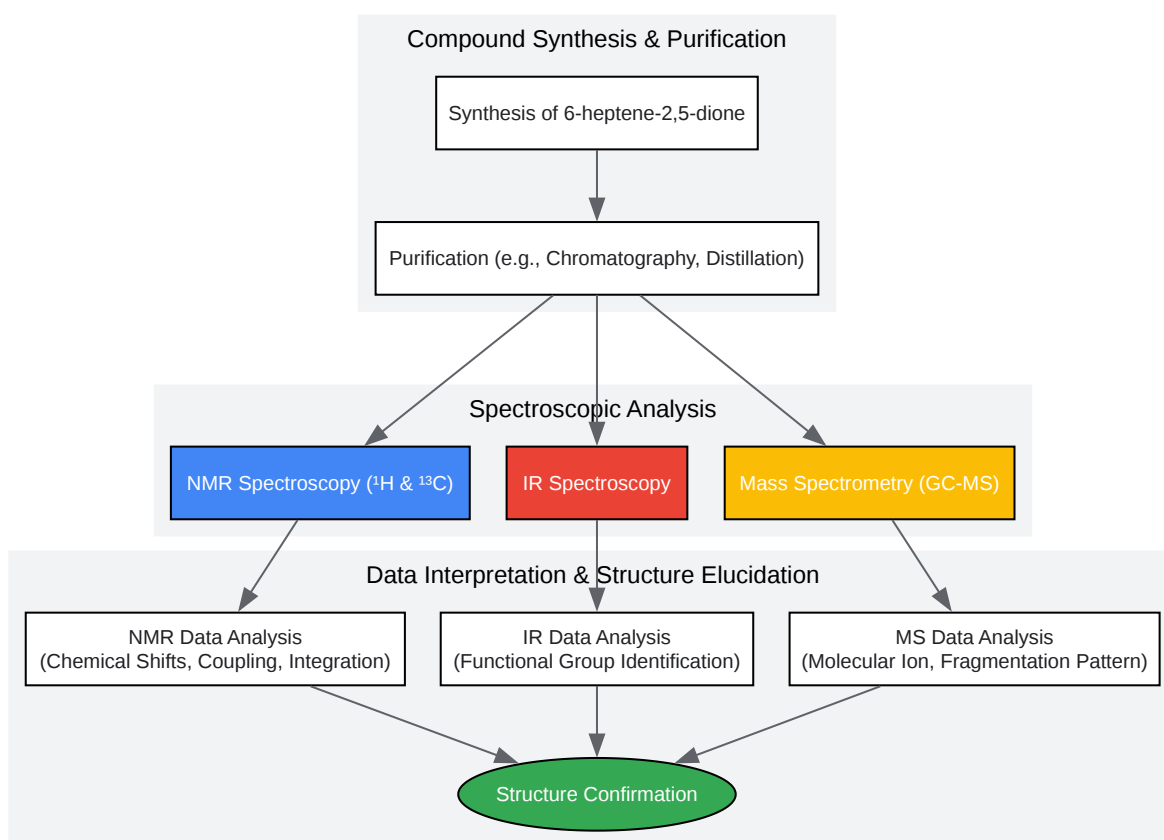 Compound Synthesis & Purification
Synthesis of 6-heptene-2,5-dione
Purification (e.g., Chromatography, Distillation)
Spectroscopic Analysis
NMR Spectroscopy (¹H & ¹³C)
IR Spectroscopy
Mass Spectrometry (GC-MS)
Data Interpretation & Structure Elucidation
NMR Data Analysis
(Chemical Shifts, Coupling, Integration)
IR Data Analysis
(Functional Group Identification)
MS Data Analysis
(Molecular Ion, Fragmentation Pattern)
Structure Confirmation